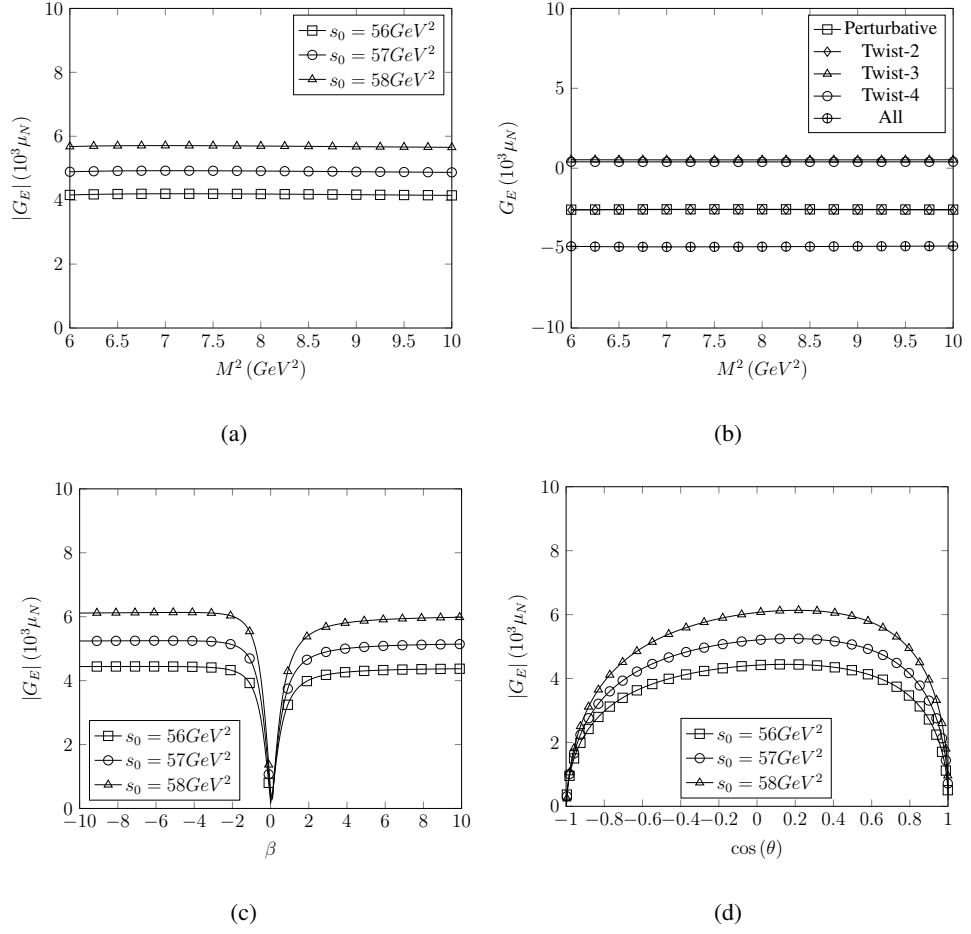 10
8
6
4
2
0
|G_E| (10^3 μ_N)
6 6.5 7 7.5 8 8.5 9 9.5 10
M^2 (GeV^2)
s_0 = 56GeV^2
s_0 = 57GeV^2
s_0 = 58GeV^2
(a)
10
5
0
−5
−10
G_E (10^3 μ_N)
6 6.5 7 7.5 8 8.5 9 9.5 10
M^2 (GeV^2)
Perturbative
Twist-2
Twist-3
Twist-4
All
(b)
10
8
6
4
2
0
|G_E| (10^3 μ_N)
−10 −8 −6 −4 −2 0 2 4 6 8 10
β
s_0 = 56GeV^2
s_0 = 57GeV^2
s_0 = 58GeV^2
(c)
10
8
6
4
2
0
|G_E| (10^3 μ_N)
−1 −0.8 −0.6 −0.4 −0.2 0 0.2 0.4 0.6 0.8 1
cos (θ)
s_0 = 56GeV^2
s_0 = 57GeV^2
s_0 = 58GeV^2
(d)